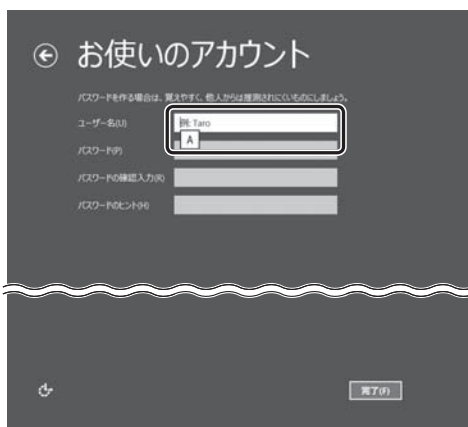 お使いのアカウント
パスワードを作る場合は、覚えやすく、他人からは推測されにくいものにしましょう。
ユーザー名(U)
例: Taro
A
パスワード(P)
パスワードの確認入力(R)
パスワードのヒント(H)
完了(F)